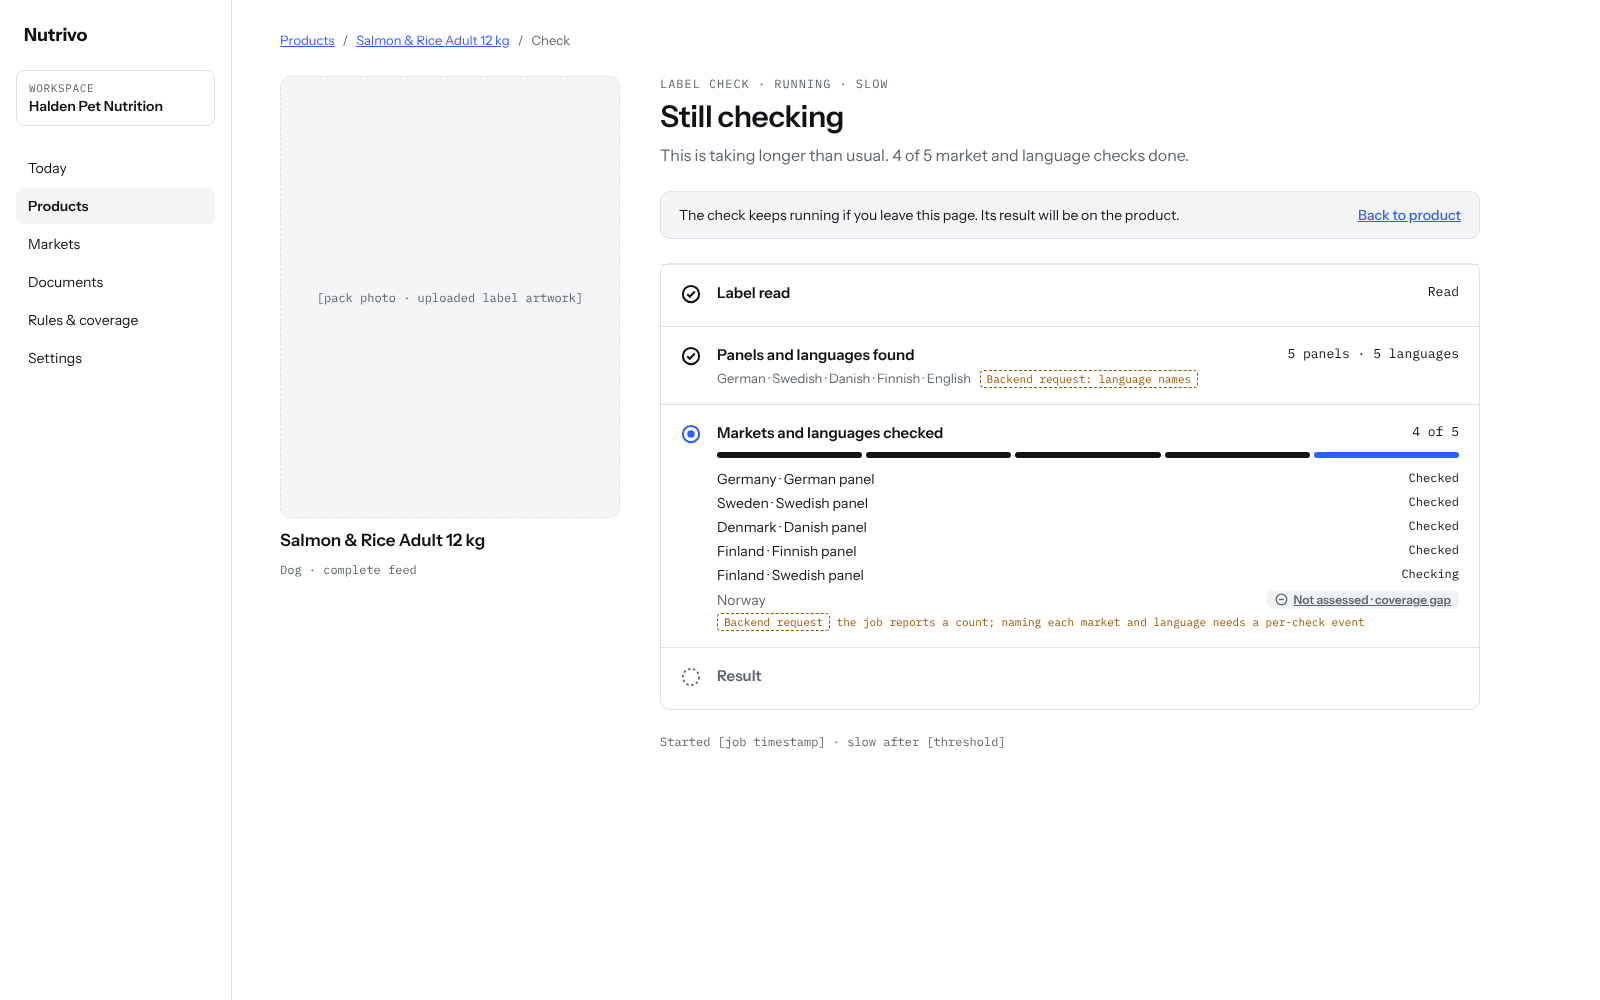 Nutrivo
WORKSPACE
Halden Pet Nutrition
Today
Products
Markets
Documents
Rules & coverage
Settings
Products / Salmon & Rice Adult 12 kg / Check
[pack photo · uploaded label artwork]
Salmon & Rice Adult 12 kg
Dog · complete feed
LABEL CHECK · RUNNING · SLOW
Still checking
This is taking longer than usual. 4 of 5 market and language checks done.
The check keeps running if you leave this page. Its result will be on the product. Back to product
Label read Read
Panels and languages found 5 panels · 5 languages
German · Swedish · Danish · Finnish · English Backend request: language names
Markets and languages checked 4 of 5
Germany · German panel Checked
Sweden · Swedish panel Checked
Denmark · Danish panel Checked
Finland · Finnish panel Checked
Finland · Swedish panel Checking
Norway Not assessed · coverage gap
Backend request the job reports a count; naming each market and language needs a per-check event
Result
Started [job timestamp] · slow after [threshold]